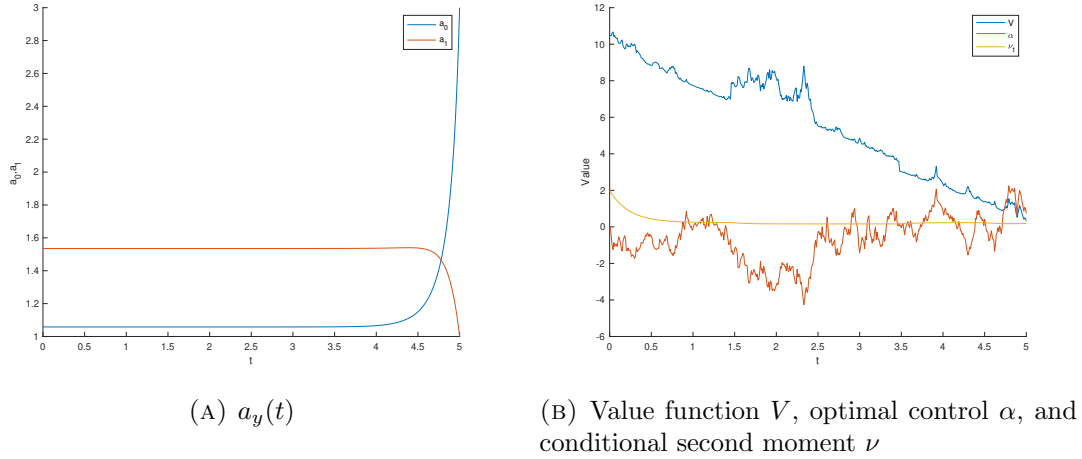 3
2.8
2.6
2.4
2.2
2
1.8
1.6
1.4
1.2
1
a₀,a₁
0 0.5 1 1.5 2 2.5 3 3.5 4 4.5 5
t
a₀
a₁
12
10
8
6
4
2
0
-2
-4
-6
Value
0 0.5 1 1.5 2 2.5 3 3.5 4 4.5 5
t
V
α
νₜ
(A) a_y(t)
(B) Value function V, optimal control α, and
conditional second moment ν